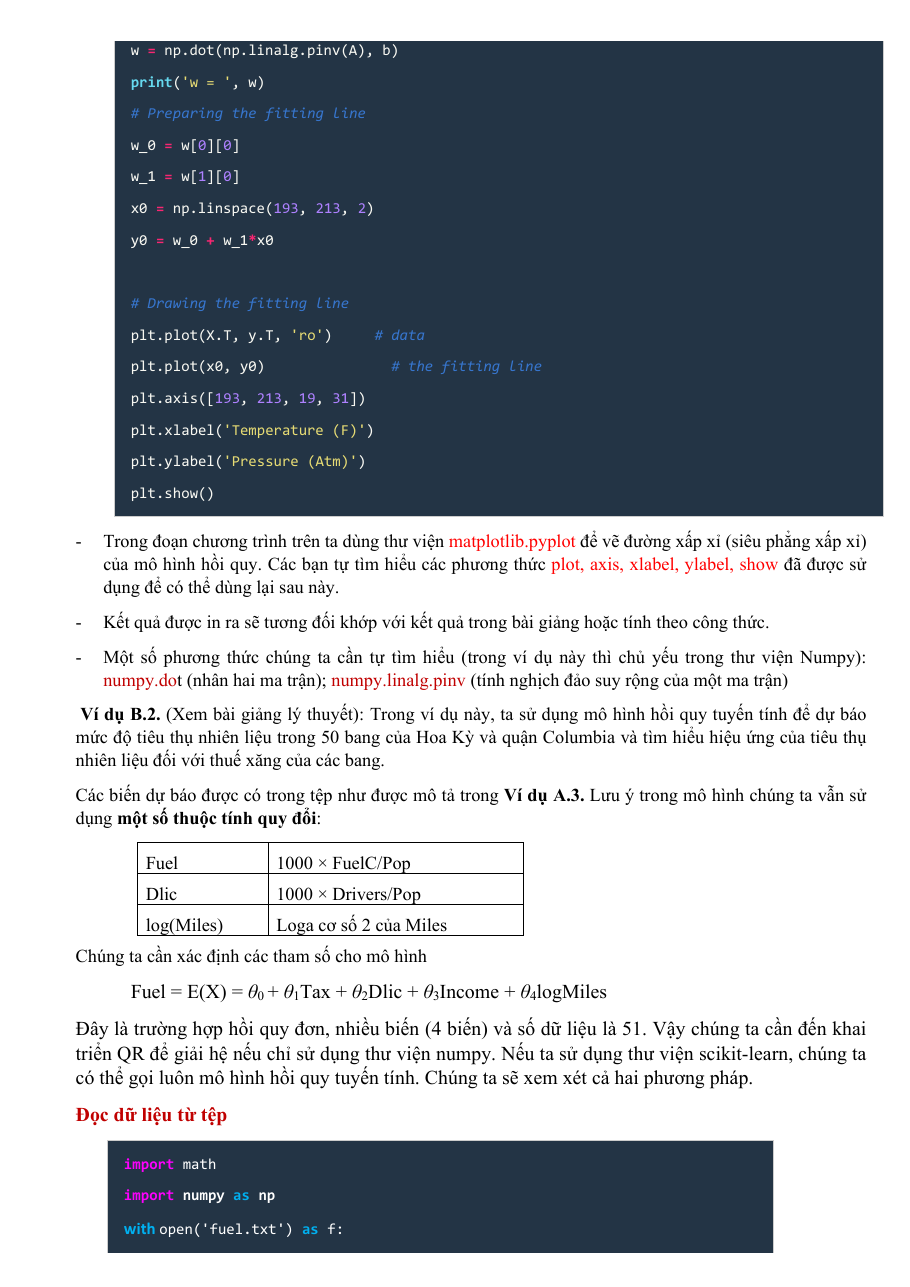 w = np.dot(np.linalg.pinv(A), b)
print('w = ', w)
# Preparing the fitting line
w_0 = w[0][0]
w_1 = w[1][0]
x0 = np.linspace(193, 213, 2)
y0 = w_0 + w_1*x0
# Drawing the fitting line
plt.plot(X.T, y.T, 'ro')     # data
plt.plot(x0, y0)               # the fitting line
plt.axis([193, 213, 19, 31])
plt.xlabel('Temperature (F)')
plt.ylabel('Pressure (Atm)')
plt.show()
- Trong đoạn chương trình trên ta dùng thư viện matplotlib.pyplot để vẽ đường xấp xỉ (siêu phẳng xấp xỉ)
của mô hình hồi quy. Các bạn tự tìm hiểu các phương thức plot, axis, xlabel, ylabel, show đã được sử
dụng để có thể dùng lại sau này.
- Kết quả được in ra sẽ tương đối khớp với kết quả trong bài giảng hoặc tính theo công thức.
- Một số phương thức chúng ta cần tự tìm hiểu (trong ví dụ này thì chủ yếu trong thư viện Numpy):
numpy.dot (nhân hai ma trận); numpy.linalg.pinv (tính nghịch đảo suy rộng của một ma trận)
Ví dụ B.2. (Xem bài giảng lý thuyết): Trong ví dụ này, ta sử dụng mô hình hồi quy tuyến tính để dự báo
mức độ tiêu thụ nhiên liệu trong 50 bang của Hoa Kỳ và quận Columbia và tìm hiểu hiệu ứng của tiêu thụ
nhiên liệu đối với thuế xăng của các bang.
Các biến dự báo được có trong tệp như được mô tả trong Ví dụ A.3. Lưu ý trong mô hình chúng ta vẫn sử
dụng một số thuộc tính quy đổi:
Fuel 1000 × FuelC/Pop
Dlic 1000 × Drivers/Pop
log(Miles) Loga cơ số 2 của Miles
Chúng ta cần xác định các tham số cho mô hình
Fuel = E(X) = θ0 + θ1Tax + θ2Dlic + θ3Income + θ4logMiles
Đây là trường hợp hồi quy đơn, nhiều biến (4 biến) và số dữ liệu là 51. Vậy chúng ta cần đến khai
triển QR để giải hệ nếu chỉ sử dụng thư viện numpy. Nếu ta sử dụng thư viện scikit-learn, chúng ta
có thể gọi luôn mô hình hồi quy tuyến tính. Chúng ta sẽ xem xét cả hai phương pháp.
Đọc dữ liệu từ tệp
import math
import numpy as np
with open('fuel.txt') as f: